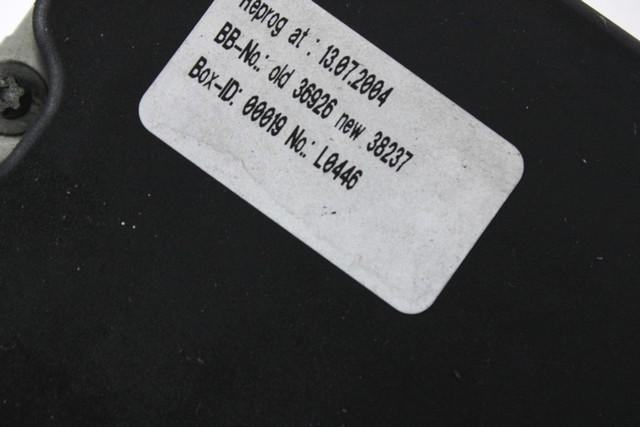 Reprog at : 13.07.2004
BB-No.: old 36926 new 38237
Box-ID: 00019 No.: L0446